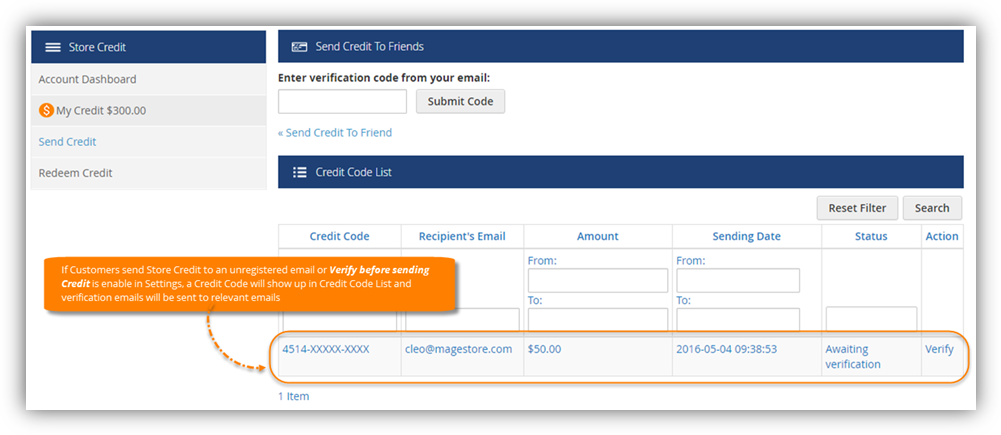 Store Credit
Account Dashboard
My Credit $300.00
Send Credit
Redeem Credit
Send Credit To Friends
Enter verification code from your email:
Submit Code
« Send Credit To Friend
Credit Code List
Reset Filter Search
Credit Code Recipient's Email Amount Sending Date Status Action
From: From:
To: To:
If Customers send Store Credit to an unregistered email or Verify before sending
Credit is enable in Settings, a Credit Code will show up in Credit Code List and
verification emails will be sent to relevant emails
4514-XXXXX-XXXX cleo@magestore.com $50.00 2016-05-04 09:38:53 Awaiting verification Verify
1 Item